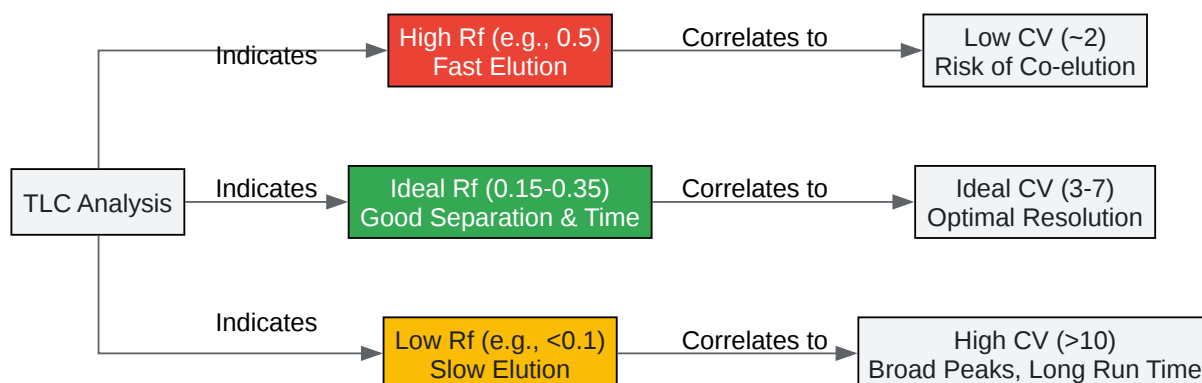 Indicates
High Rf (e.g., 0.5)
Fast Elution
Correlates to
Low CV (~2)
Risk of Co-elution
TLC Analysis
Indicates
Ideal Rf (0.15-0.35)
Good Separation & Time
Correlates to
Ideal CV (3-7)
Optimal Resolution
Indicates
Low Rf (e.g., <0.1)
Slow Elution
Correlates to
High CV (>10)
Broad Peaks, Long Run Time